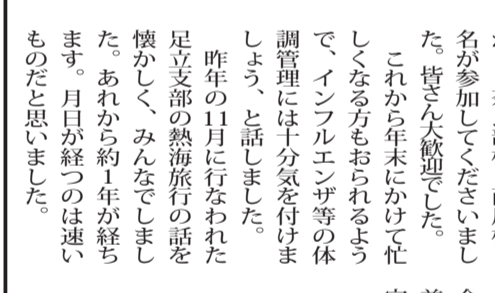 名が参加してくださいまし
た。皆さん大歓迎でした。
　これから年末にかけて忙
しくなる方もおられるよう
で、インフルエンザ等の体
調管理には十分気を付けま
しょう、と話しました。
　昨年の11月に行なわれた
足立支部の熱海旅行の話を
懐かしく、みんなでしまし
た。あれから約1年が経ち
ます。月日が経つのは速い
ものだと思いました。